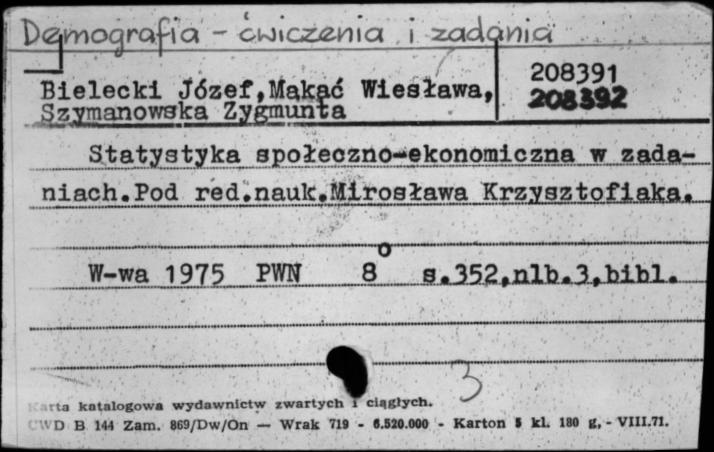 Demografia - ćwiczenia i zadania
Bielecki Józef, Mąkać Wiesława,
Szymanowska Zygmunta
208391
208392
Statystyka społeczno-ekonomiczna w zada-
niach. Pod red. nauk. Mirosława Krzysztofiaka.
W-wa 1975 PWN 8° s. 352, nlb. 3, bibl.
3
Karta katalogowa wydawnictw zwartych i ciągłych.
CWD B 144 Zam. 869/Dw/On — Wrak 719 - 6.520.000 - Karton 5 kl. 180 g, - VIII.71.